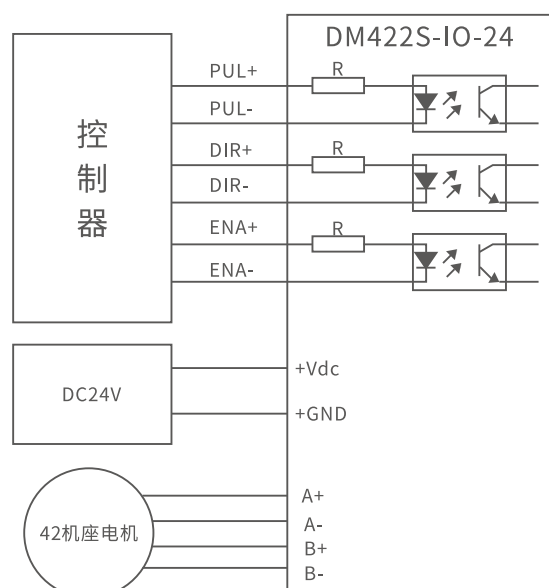 DM422S-IO-24
控
制
器
PUL+
R
PUL-
DIR+
R
DIR-
ENA+
R
ENA-
DC24V
+Vdc
+GND
42机座电机
A+
A-
B+
B-